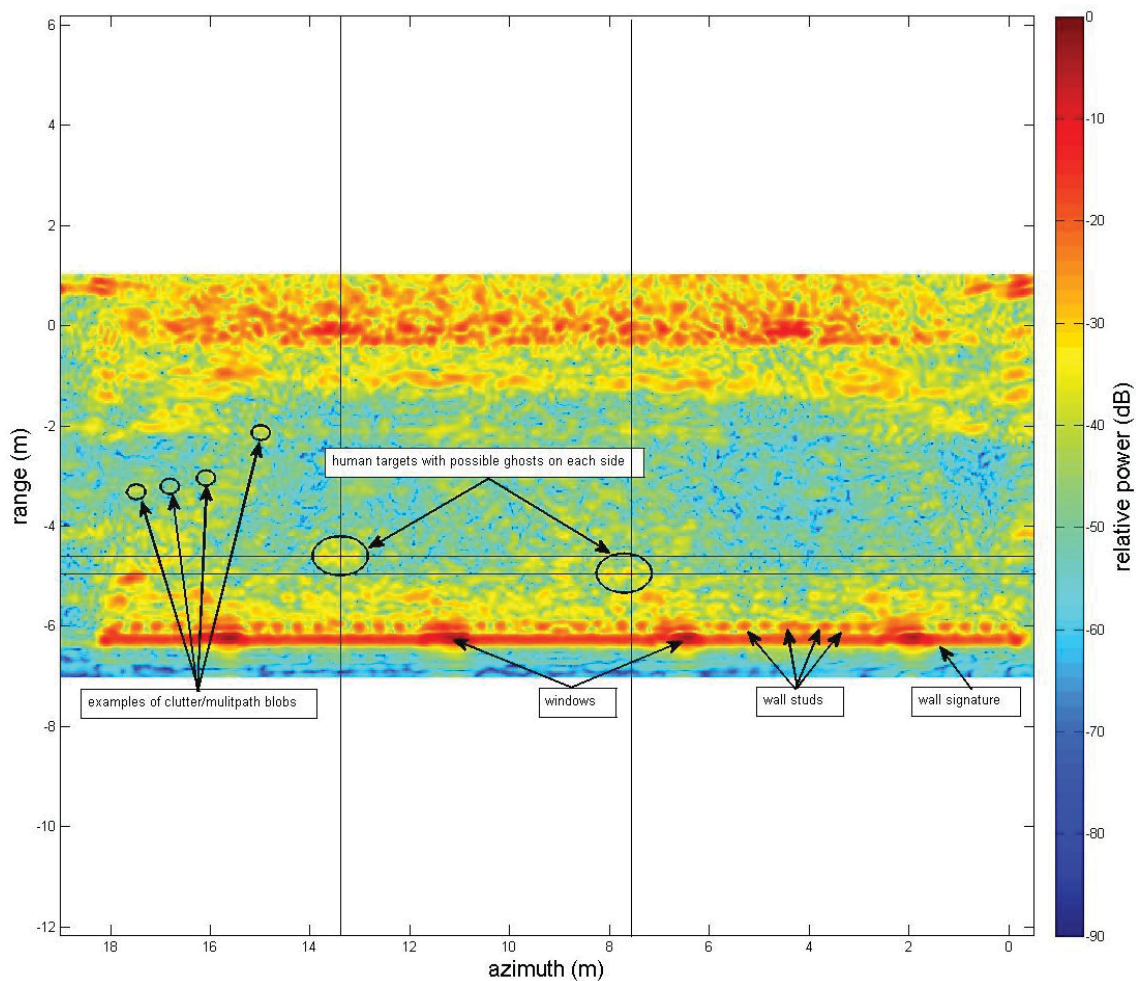 6
4
2
0
-2
-4
-6
-8
-10
-12
range (m)
human targets with possible ghosts on each side
examples of clutter/mulitpath blobs
windows
wall studs
wall signature
18 16 14 12 10 8 6 4 2 0
azimuth (m)
0
-10
-20
-30
-40
-50
-60
-70
-80
-90
relative power (dB)